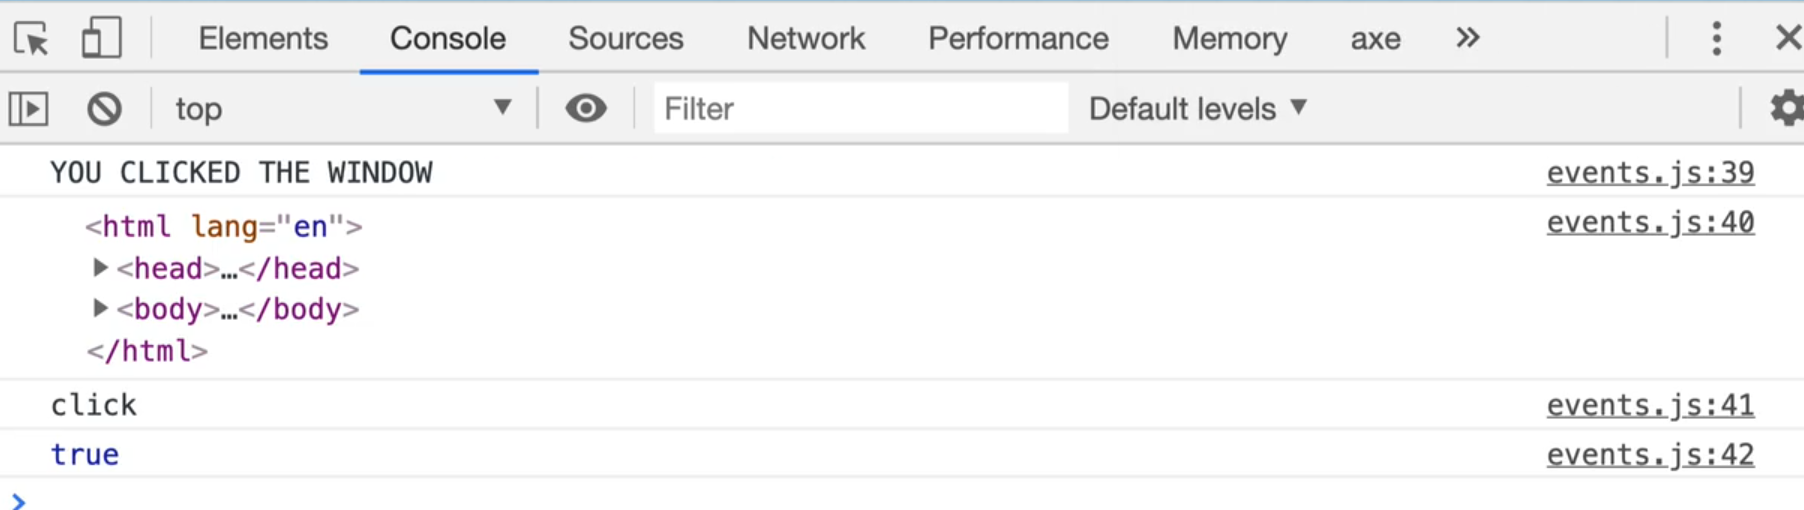 Elements Console Sources Network Performance Memory axe »
top Filter Default levels
YOU CLICKED THE WINDOW events.js:39
<html lang="en"> events.js:40
<head>…</head>
<body>…</body>
</html>
click events.js:41
true events.js:42